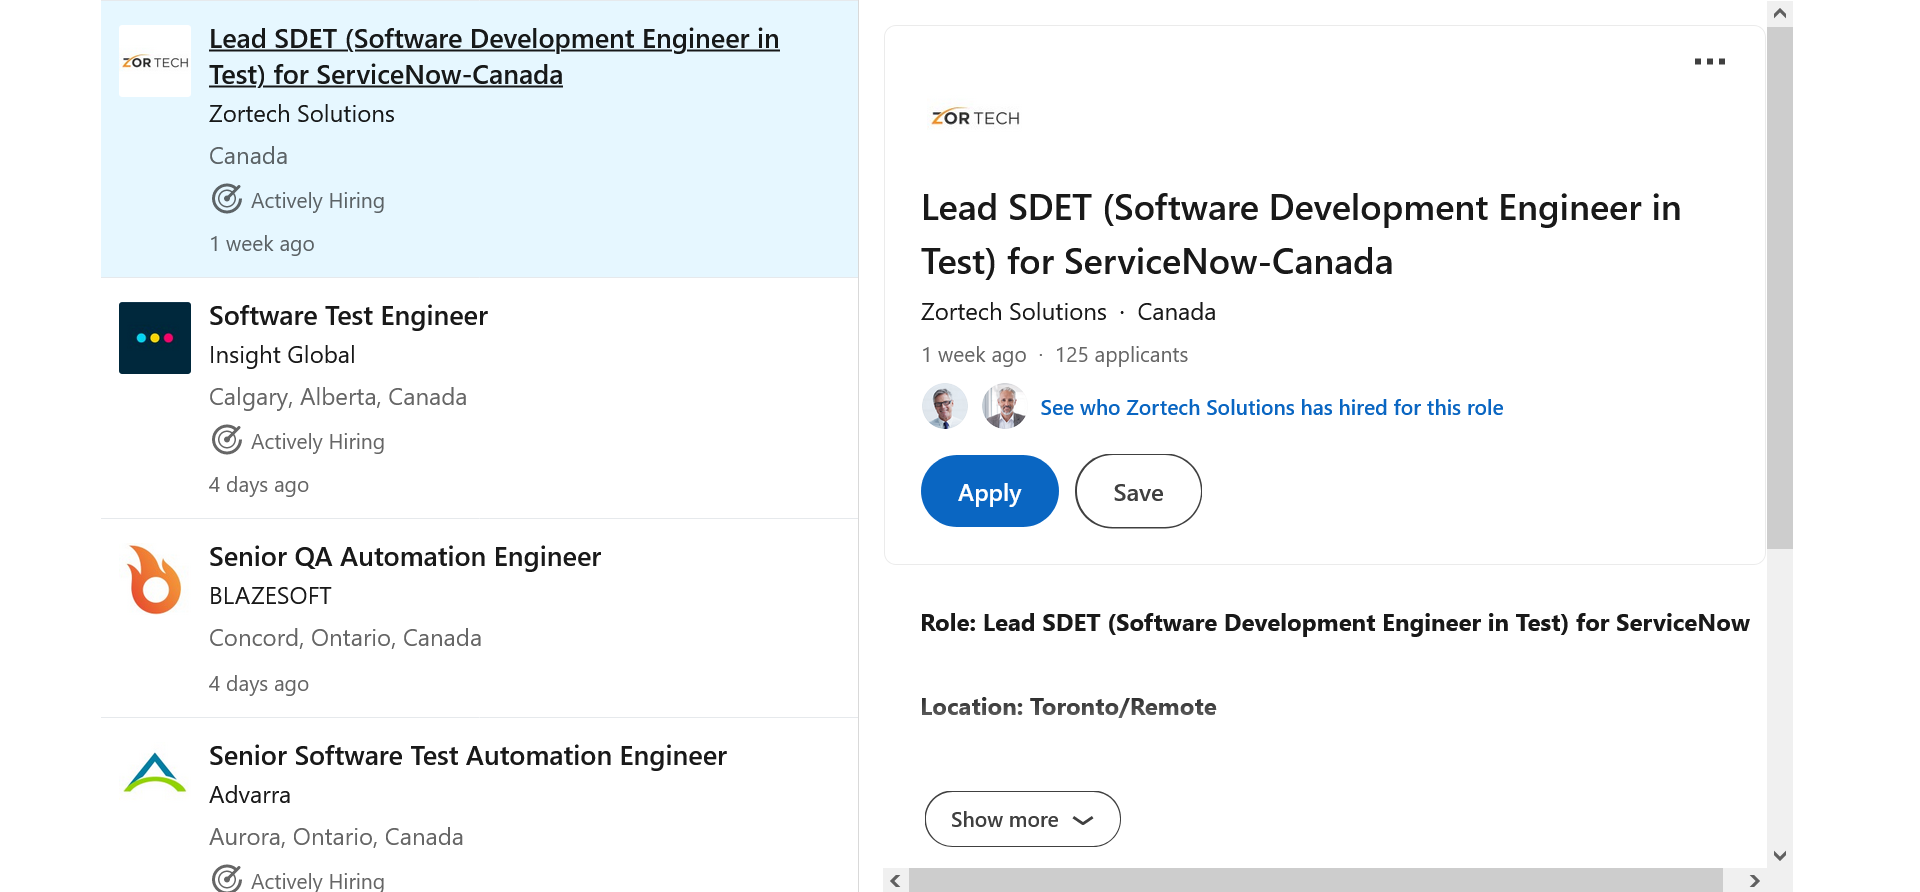 ZOR TECH
Lead SDET (Software Development Engineer in
Test) for ServiceNow-Canada
Zortech Solutions
Canada
Actively Hiring
1 week ago
Software Test Engineer
Insight Global
Calgary, Alberta, Canada
Actively Hiring
4 days ago
Senior QA Automation Engineer
BLAZESOFT
Concord, Ontario, Canada
4 days ago
Senior Software Test Automation Engineer
Advarra
Aurora, Ontario, Canada
Actively Hiring
ZOR TECH
Lead SDET (Software Development Engineer in
Test) for ServiceNow-Canada
Zortech Solutions · Canada
1 week ago · 125 applicants
See who Zortech Solutions has hired for this role
Apply Save
Role: Lead SDET (Software Development Engineer in Test) for ServiceNow
Location: Toronto/Remote
Show more